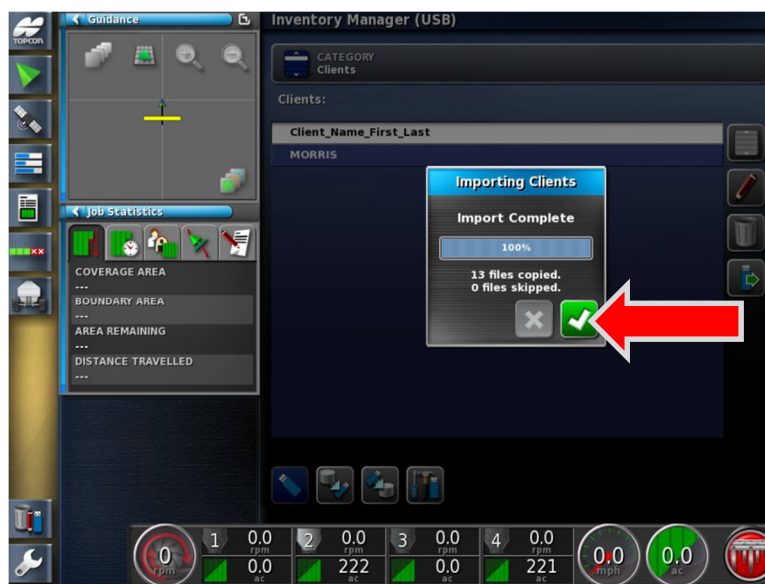 TOPCON
Guidance
Inventory Manager (USB)
CATEGORY
Clients
Clients:
Client_Name_First_Last
MORRIS
Importing Clients
Import Complete
100%
13 files copied.
0 files skipped.
Job Statistics
COVERAGE AREA
---
BOUNDARY AREA
---
AREA REMAINING
---
DISTANCE TRAVELLED
---
0
rpm
1
0.0
rpm
0.0
ac
2
0.0
rpm
222
ac
3
0.0
rpm
0.0
ac
4
0.0
rpm
221
ac
0.0
mph
0.0
ac